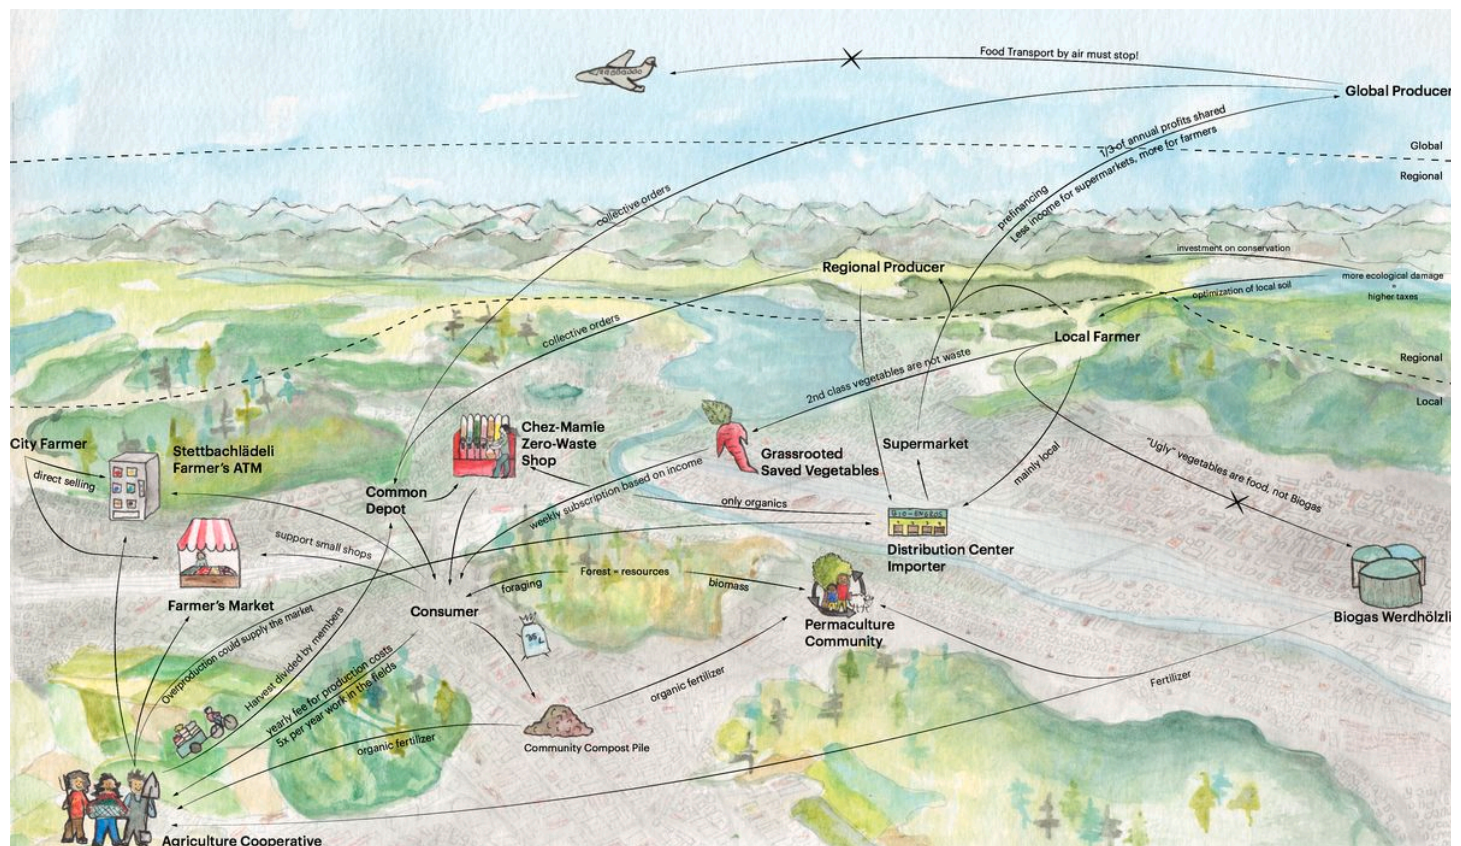 Food Transport by air must stop!
Global Producer
1/3 of annual profits shared
Less income for supermarkets, more for farmers
prefinancing
Global
Regional
collective orders
investment on conservation
more ecological damage
=
higher taxes
optimization of local soil
Regional Producer
collective orders
Local Farmer
2nd class vegetables are not waste
Regional
Local
City Farmer
direct selling
Stettbachlädeli
Farmer's ATM
Chez-Mamie
Zero-Waste
Shop
Common
Depot
Grassrooted
Saved Vegetables
Supermarket
mainly local
"Ugly" vegetables are food, not Biogas
weekly subscription based on income
only organics
BIO-ENGROS
1 2 3 4
Distribution Center
Importer
support small shops
Farmer's Market
Consumer
foraging
Forest = resources
biomass
35
L
Permaculture
Community
Biogas Werdhölzli
Overproduction could supply the market
Harvest divided by members
yearly fee for production costs
5x per year work in the fields
organic fertilizer
Fertilizer
organic fertilizer
Community Compost Pile
Agriculture Cooperative